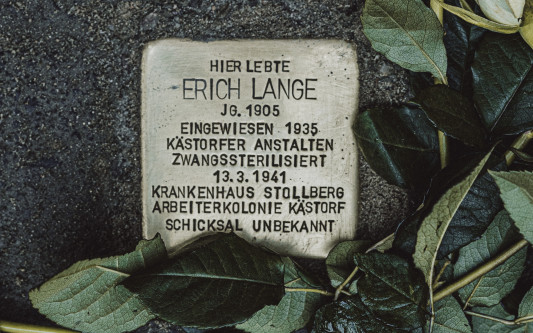 HIER LEBTE
ERICH LANGE
JG. 1905
EINGEWIESEN 1935
KÄSTORFER ANSTALTEN
ZWANGSSTERILISIERT
13.3.1941
KRANKENHAUS STOLLBERG
ARBEITERKOLONIE KÄSTORF
SCHICKSAL UNBEKANNT